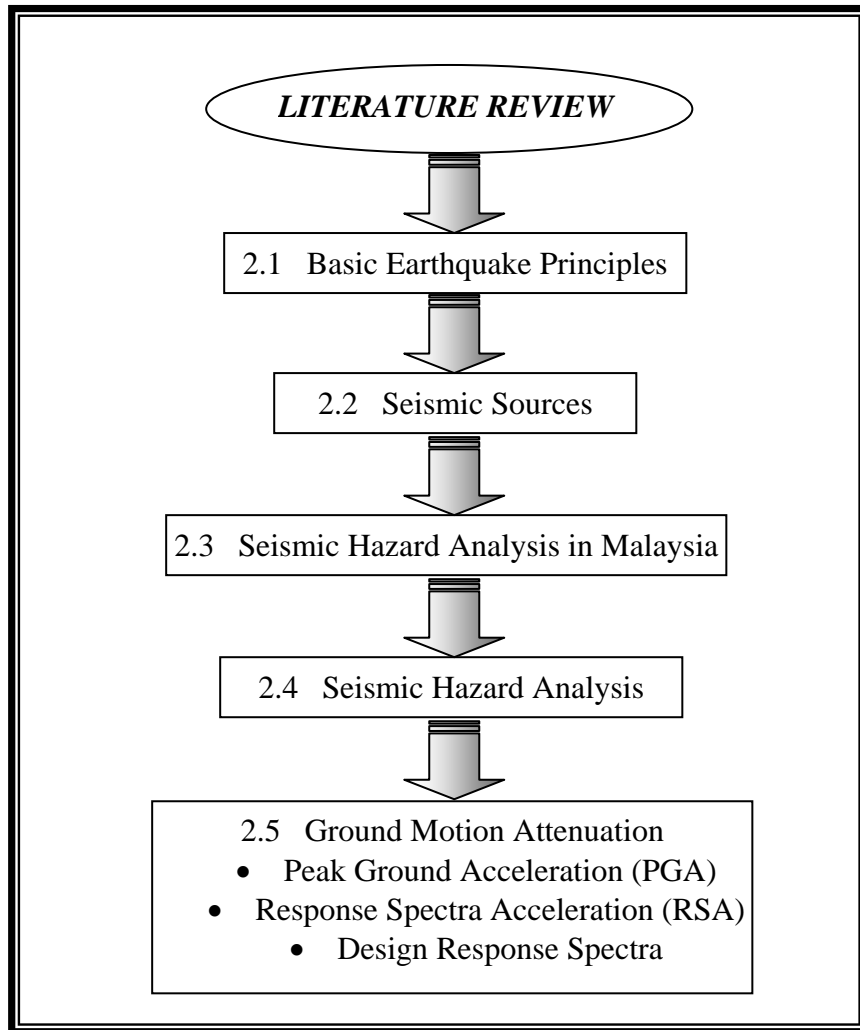 LITERATURE REVIEW
2.1 Basic Earthquake Principles
2.2 Seismic Sources
2.3 Seismic Hazard Analysis in Malaysia
2.4 Seismic Hazard Analysis
2.5 Ground Motion Attenuation
• Peak Ground Acceleration (PGA)
• Response Spectra Acceleration (RSA)
• Design Response Spectra